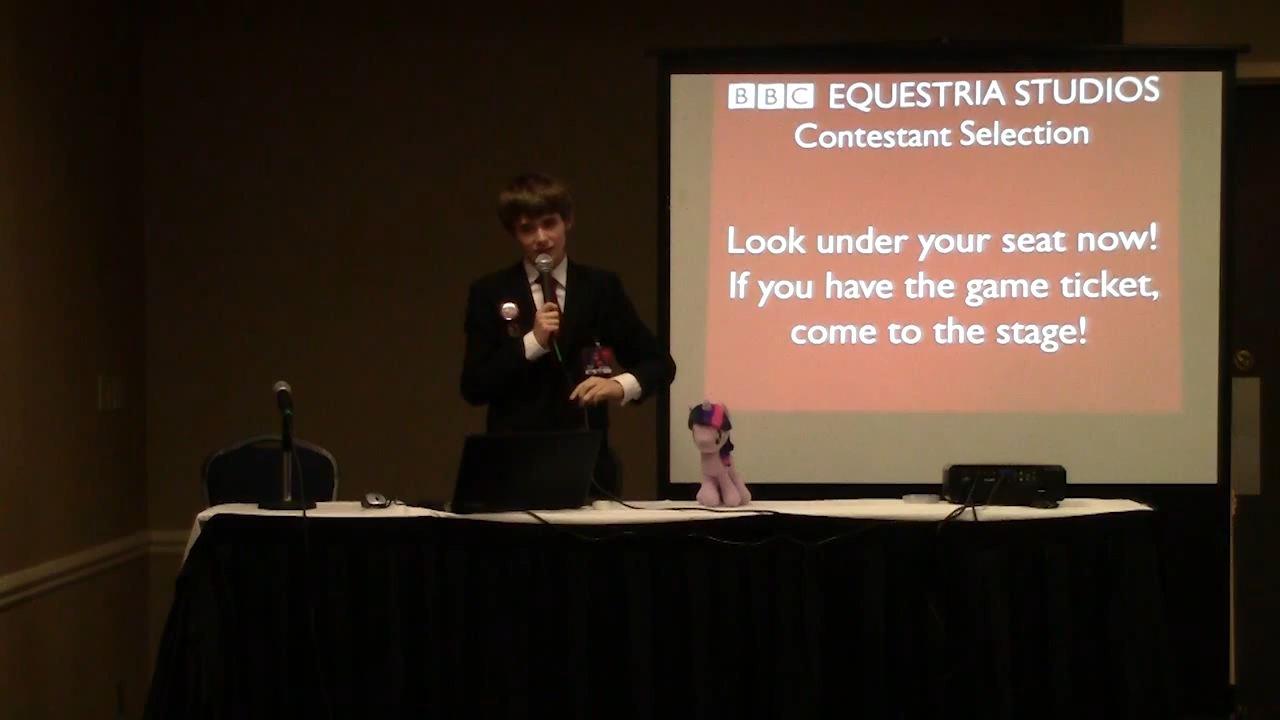 BBC EQUESTRIA STUDIOS
Contestant Selection
Look under your seat now!
If you have the game ticket,
come to the stage!